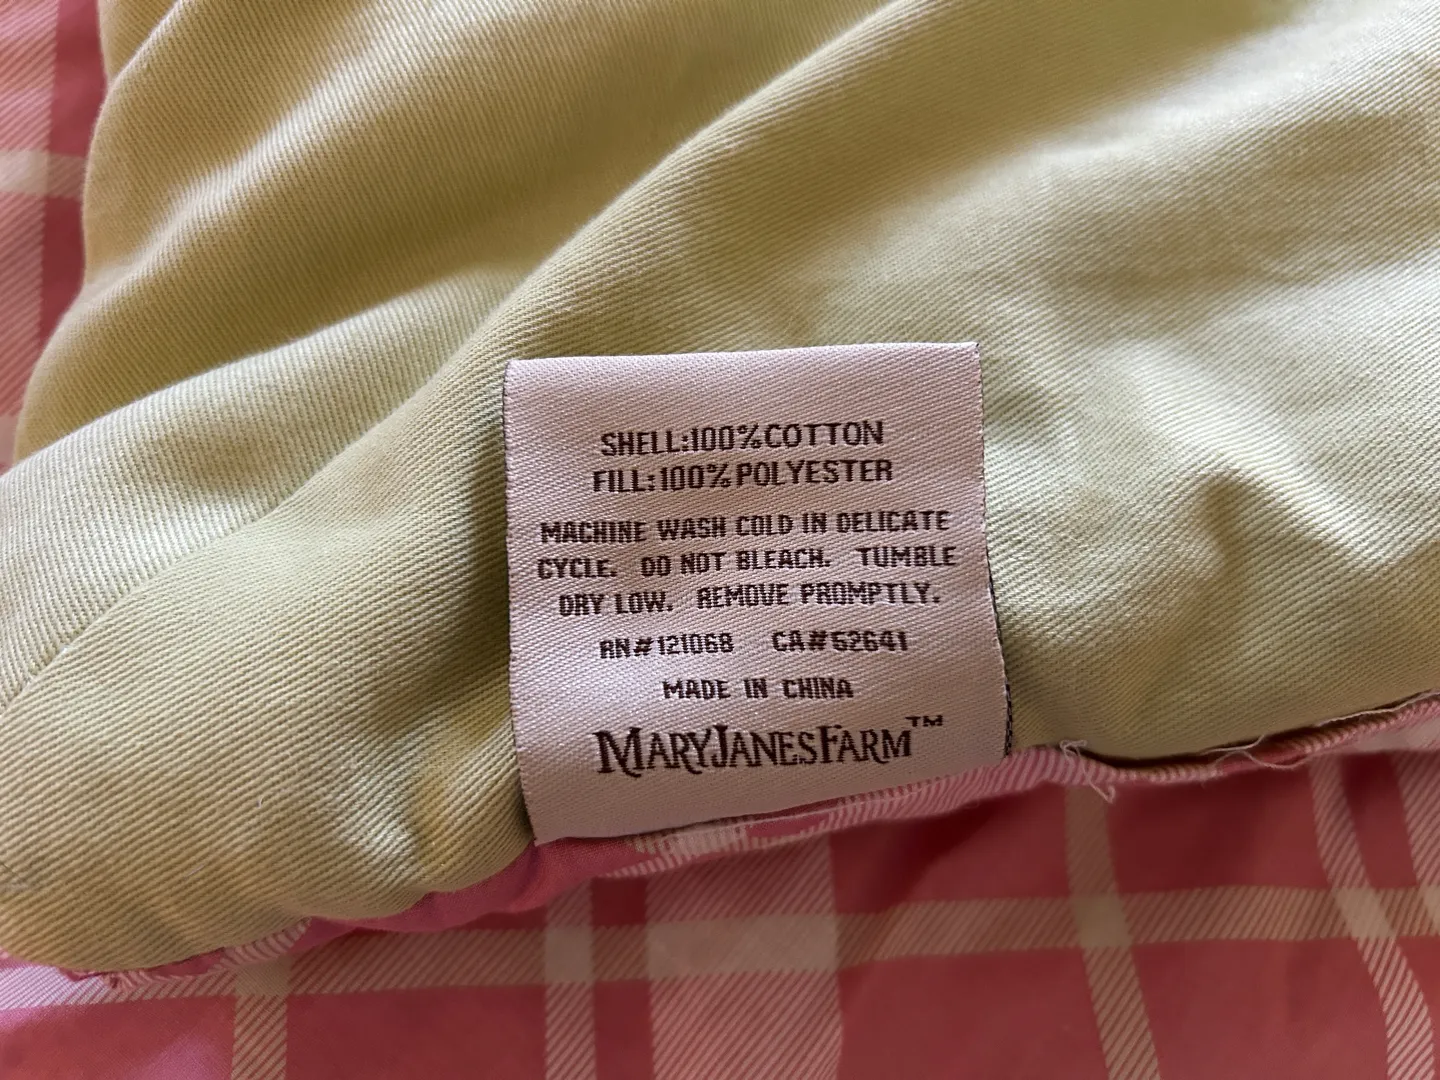 SHELL:100%COTTON
FILL:100%POLYESTER
MACHINE WASH COLD IN DELICATE
CYCLE. DO NOT BLEACH. TUMBLE
DRY LOW. REMOVE PROMPTLY.
RN#121068 CA#52641
MADE IN CHINA
MARYJANESFARM™